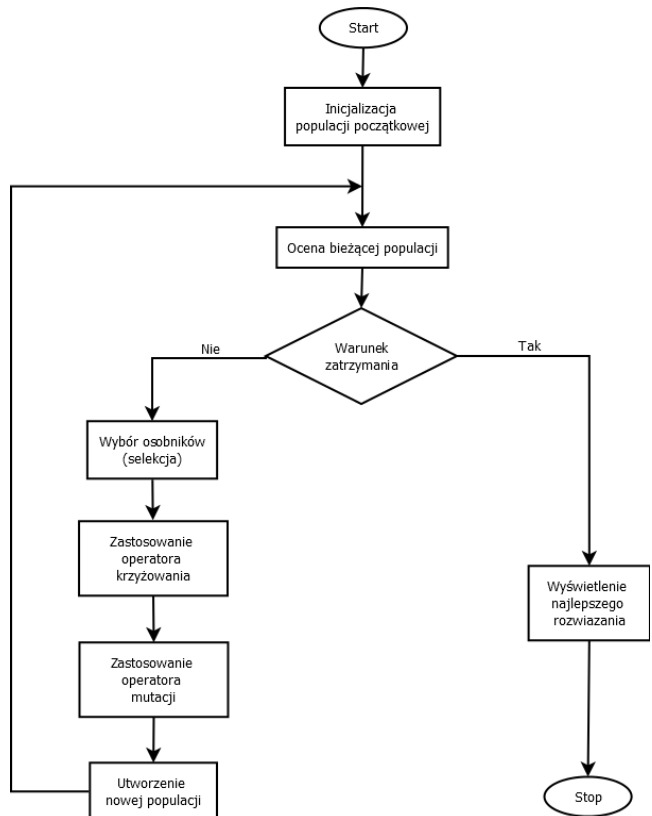 Start
Inicjalizacja
populacji początkowej
Ocena bieżącej populacji
Warunek
zatrzymania
Nie
Tak
Wybór osobników
(selekcja)
Zastosowanie
operatora
krzyżowania
Zastosowanie
operatora
mutacji
Utworzenie
nowej populacji
Wyświetlenie
najlepszego
rozwiazania
Stop